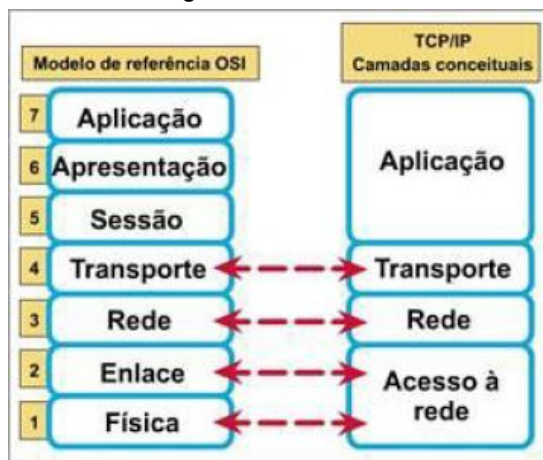 Modelo de referência OSI
TCP/IP
Camadas conceituais
7 Aplicação
6 Apresentação
5 Sessão
4 Transporte
3 Rede
2 Enlace
1 Física
Aplicação
Transporte
Rede
Acesso à
rede